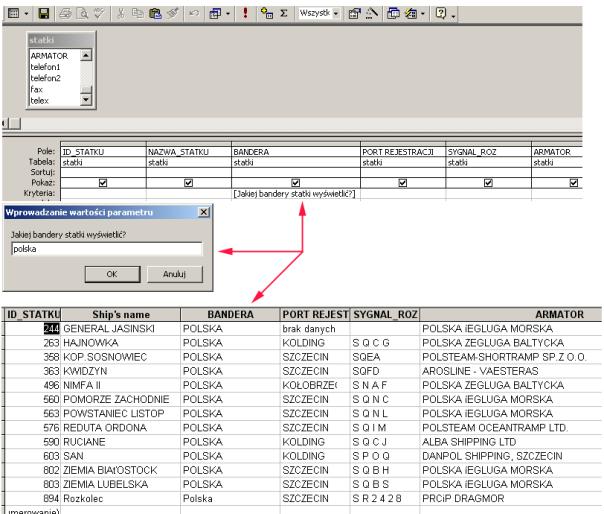 Wszystk
statki
ARMATOR
telefon1
telefon2
fax
telex
Pole: ID_STATKU NAZWA_STATKU BANDERA PORT REJESTRACJI SYGNAL_ROZ ARMATOR
Tabela: statki statki statki statki statki statki
Sortuj:
Pokaż:
Kryteria: [Jakiej bandery statki wyświetlić?]
Wprowadzanie wartości parametru
Jakiej bandery statki wyświetlić?
polska
OK Anuluj
ID_STATKU Ship's name BANDERA PORT REJEST SYGNAL_ROZ ARMATOR
244 GENERAL JASINSKI POLSKA brak danych POLSKA iEGLUGA MORSKA
263 HAJNOWKA POLSKA KOLDING S Q C G POLSKA ZEGLUGA BALTYCKA
358 KOP.SOSNOWIEC POLSKA SZCZECIN SQEA POLSTEAM-SHORTRAMP SP.Z O.O.
363 KWIDZYN POLSKA SZCZECIN SQFD AROSLINE - VAESTERAS
496 NIMFA II POLSKA KOŁOBRZEG S N A F POLSKA ZEGLUGA BALTYCKA
560 POMORZE ZACHODNIE POLSKA SZCZECIN S Q N C POLSKA iEGLUGA MORSKA
563 POWSTANIEC LISTOP POLSKA SZCZECIN S Q N L POLSKA iEGLUGA MORSKA
576 REDUTA ORDONA POLSKA SZCZECIN S Q I M POLSTEAM OCEANTRAMP LTD.
590 RUCIANE POLSKA KOLDING S Q C J ALBA SHIPPING LTD
603 SAN POLSKA KOLDING S P O Q DANPOL SHIPPING, SZCZECIN
802 ZIEMIA BIAŁOSTOCK POLSKA SZCZECIN S Q B H POLSKA iEGLUGA MORSKA
803 ZIEMIA LUBELSKA POLSKA SZCZECIN S Q B S POLSKA iEGLUGA MORSKA
894 Rozkolec Polska SZCZECIN S R 2 4 2 8 PRCiP DRAGMOR
umerowanie)